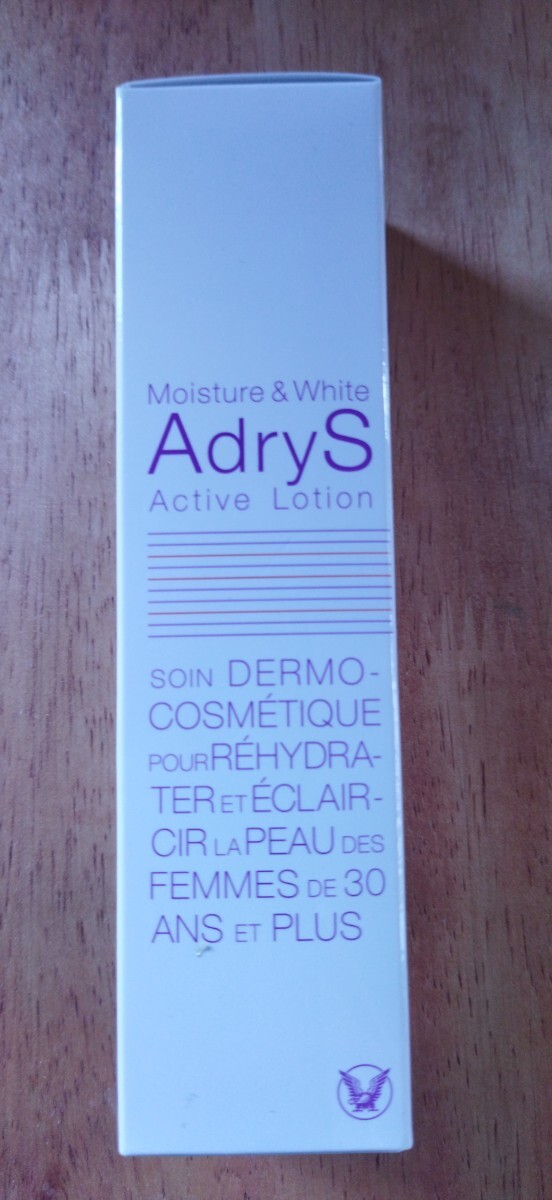 Moisture & White
AdryS
Active Lotion
SOIN DERMO-
COSMÉTIQUE
POUR RÉHYDRA-
TER ET ÉCLAIR-
CIR LA PEAU DES
FEMMES DE 30
ANS ET PLUS